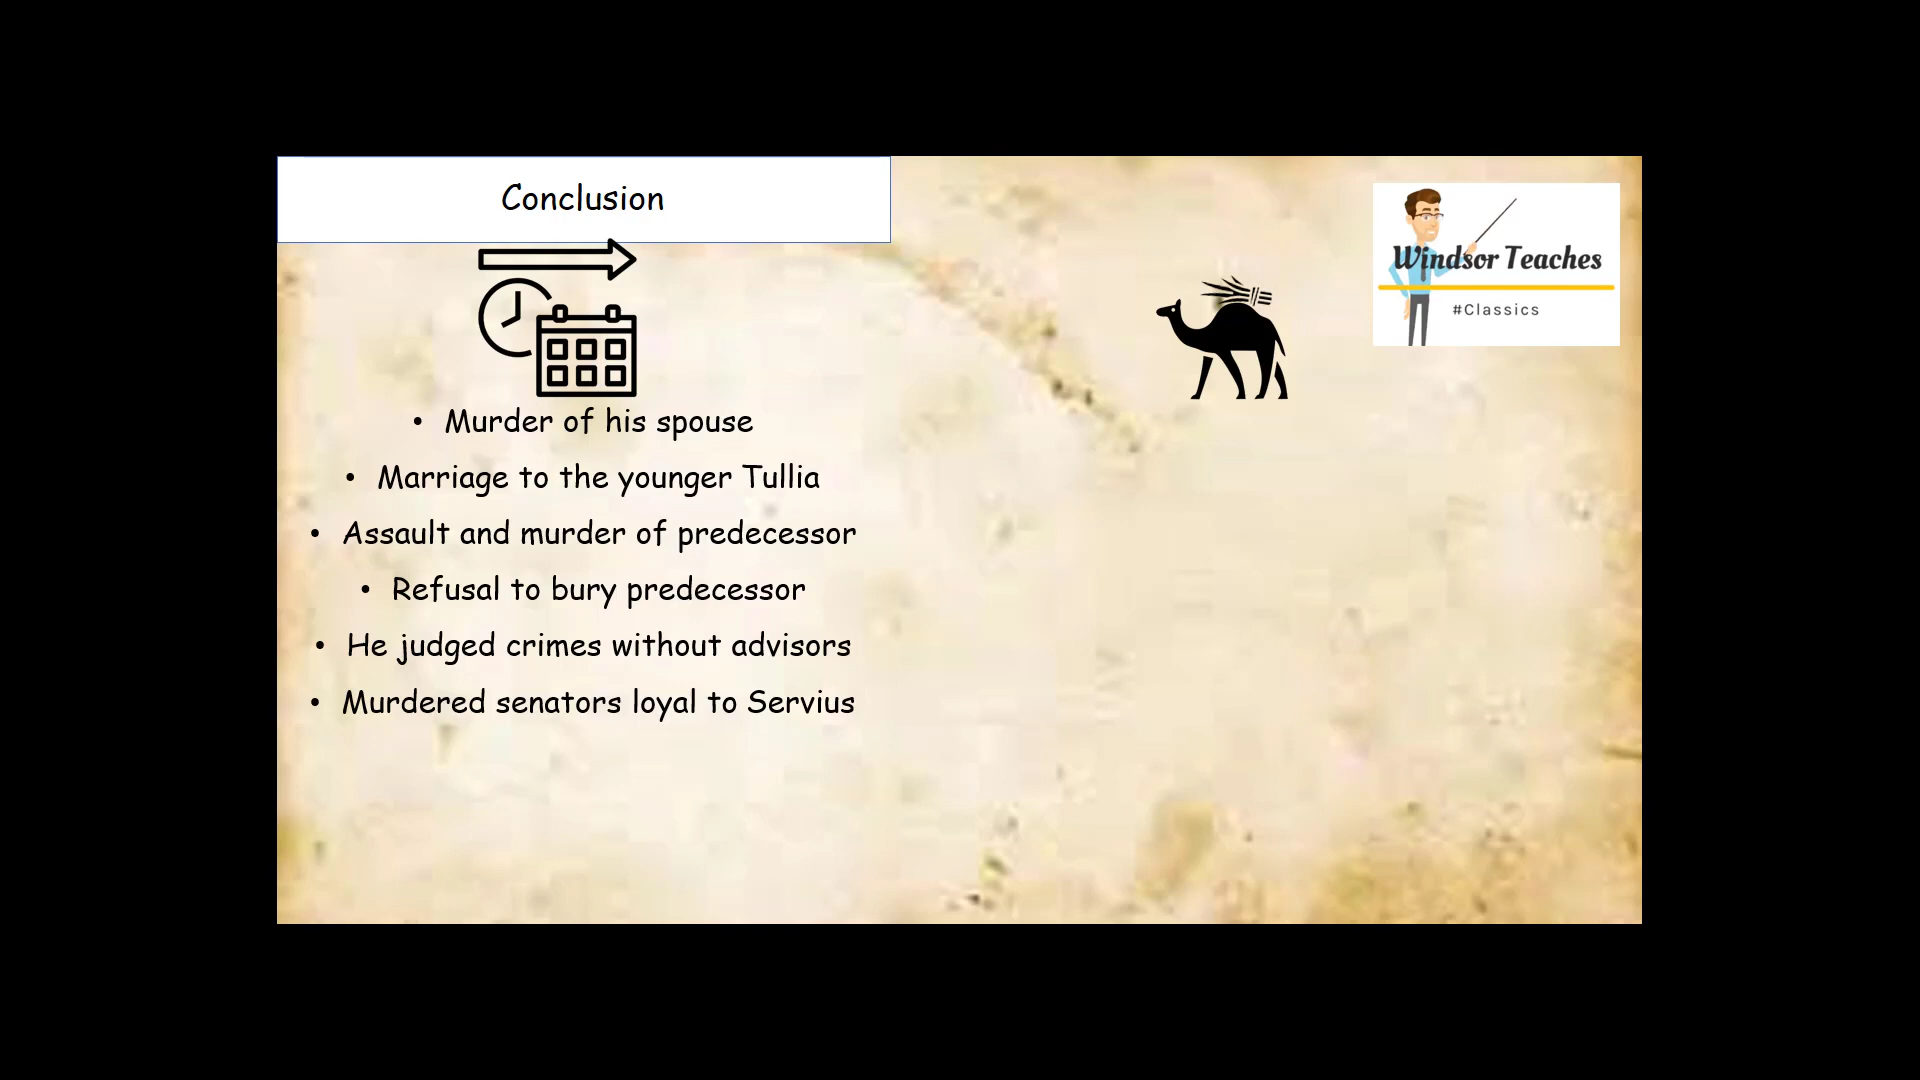 Conclusion
Windsor Teaches
#Classics
• Murder of his spouse
• Marriage to the younger Tullia
• Assault and murder of predecessor
• Refusal to bury predecessor
• He judged crimes without advisors
• Murdered senators loyal to Servius